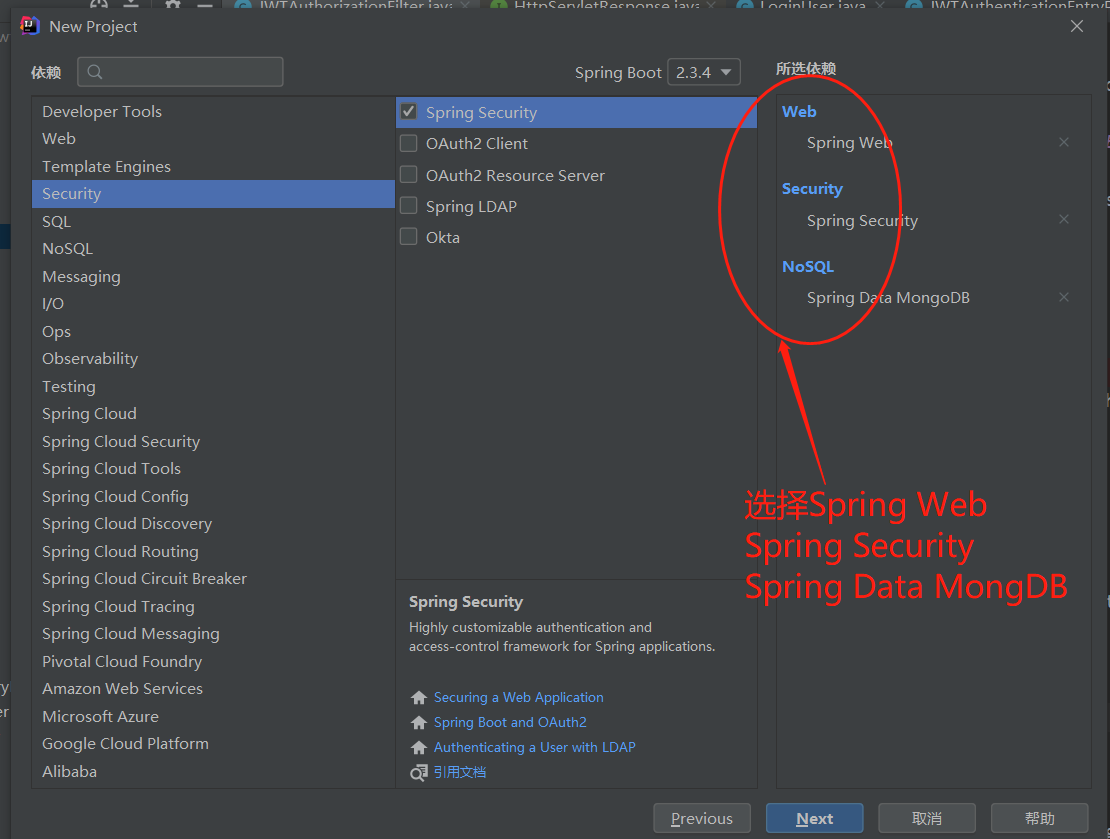 JWTAuthorizationFilter.java
HttpServletResponse.java
LoginUser.java
New Project
依赖
Spring Boot 2.3.4
所选依赖
Developer Tools
Web
Template Engines
Security
SQL
NoSQL
Messaging
I/O
Ops
Observability
Testing
Spring Cloud
Spring Cloud Security
Spring Cloud Tools
Spring Cloud Config
Spring Cloud Discovery
Spring Cloud Routing
Spring Cloud Circuit Breaker
Spring Cloud Tracing
Spring Cloud Messaging
Pivotal Cloud Foundry
Amazon Web Services
Microsoft Azure
Google Cloud Platform
Alibaba
Spring Security
OAuth2 Client
OAuth2 Resource Server
Spring LDAP
Okta
Spring Security
Highly customizable authentication and
access-control framework for Spring applications.
Securing a Web Application
Spring Boot and OAuth2
Authenticating a User with LDAP
引用文档
Web
Spring Web
Security
Spring Security
NoSQL
Spring Data MongoDB
选择Spring Web
Spring Security
Spring Data MongDB
Previous
Next
取消
帮助